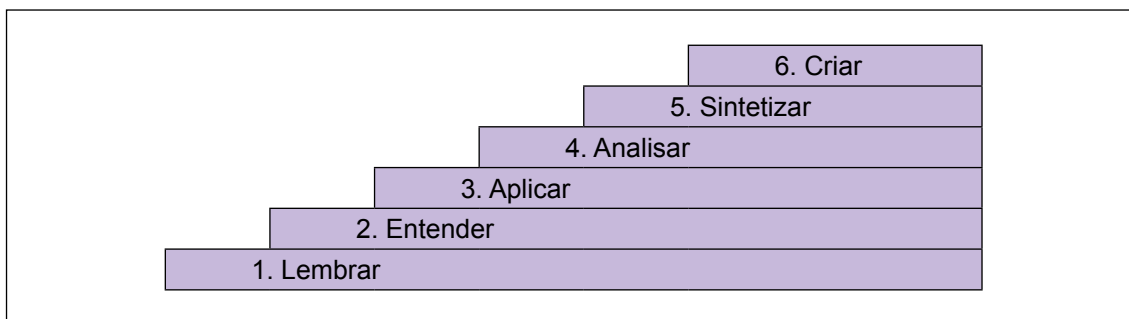 6. Criar
5. Sintetizar
4. Analisar
3. Aplicar
2. Entender
1. Lembrar